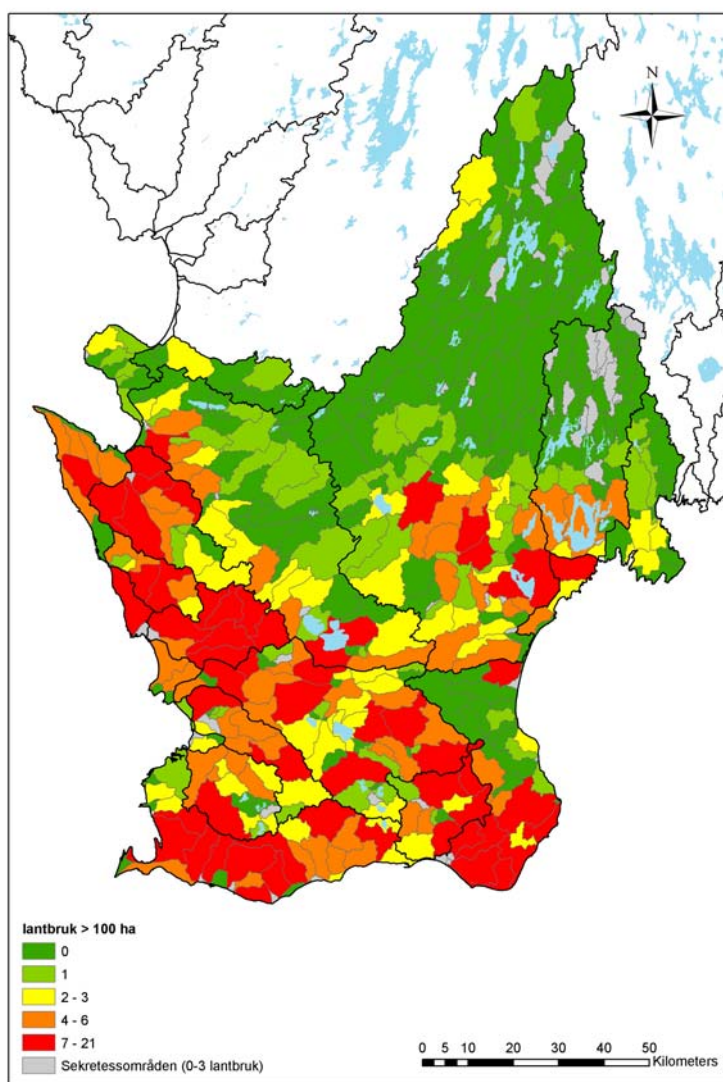 N
lantbruk > 100 ha
0
1
2 - 3
4 - 6
7 - 21
Sekretessområden (0-3 lantbruk)
0 5 10 20 30 40 50
Kilometers